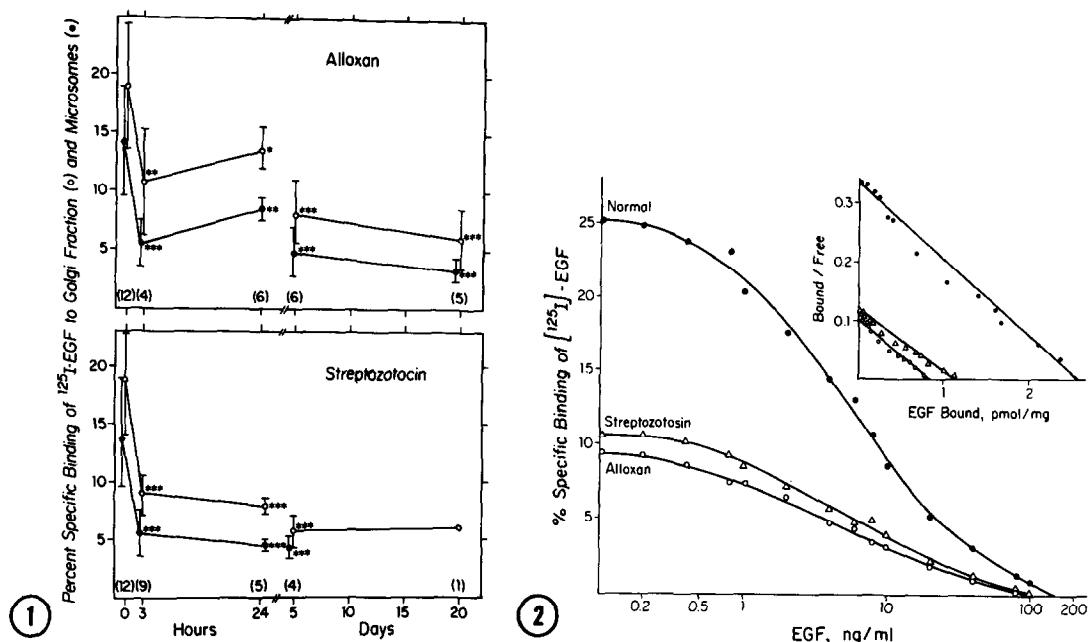 Percent Specific Binding of ¹²⁵I-EGF to Golgi Fraction (o) and Microsomes (●)
Alloxan
20
15
10
5
**
***
*
**
***
***
***
***
(12) (4) (6) (6) (5)
Streptozotocin
20
15
10
5
***
***
***
***
***
***
(12) (9) (5) (4) (1)
0 3 24 5 10 15 20
Hours Days
1
% Specific Binding of [¹²⁵I]-EGF
25
20
15
10
5
Normal
Streptozotosin
Alloxan
0.2 0.5 1 10 100 200
EGF, ng/ml
Bound / Free
0.3
0.2
0.1
1 2
EGF Bound, pmol/mg
2